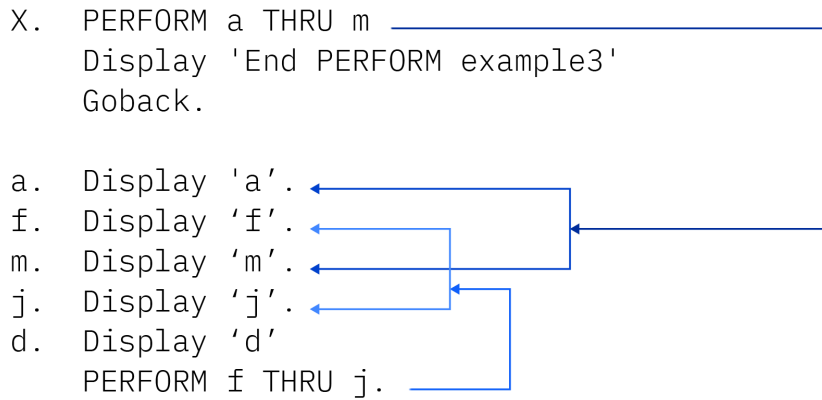 X. PERFORM a THRU m
Display 'End PERFORM example3'
Goback.
a. Display 'a’.
f. Display ‘f’.
m. Display ‘m’.
j. Display ‘j’.
d. Display ‘d’
PERFORM f THRU j.